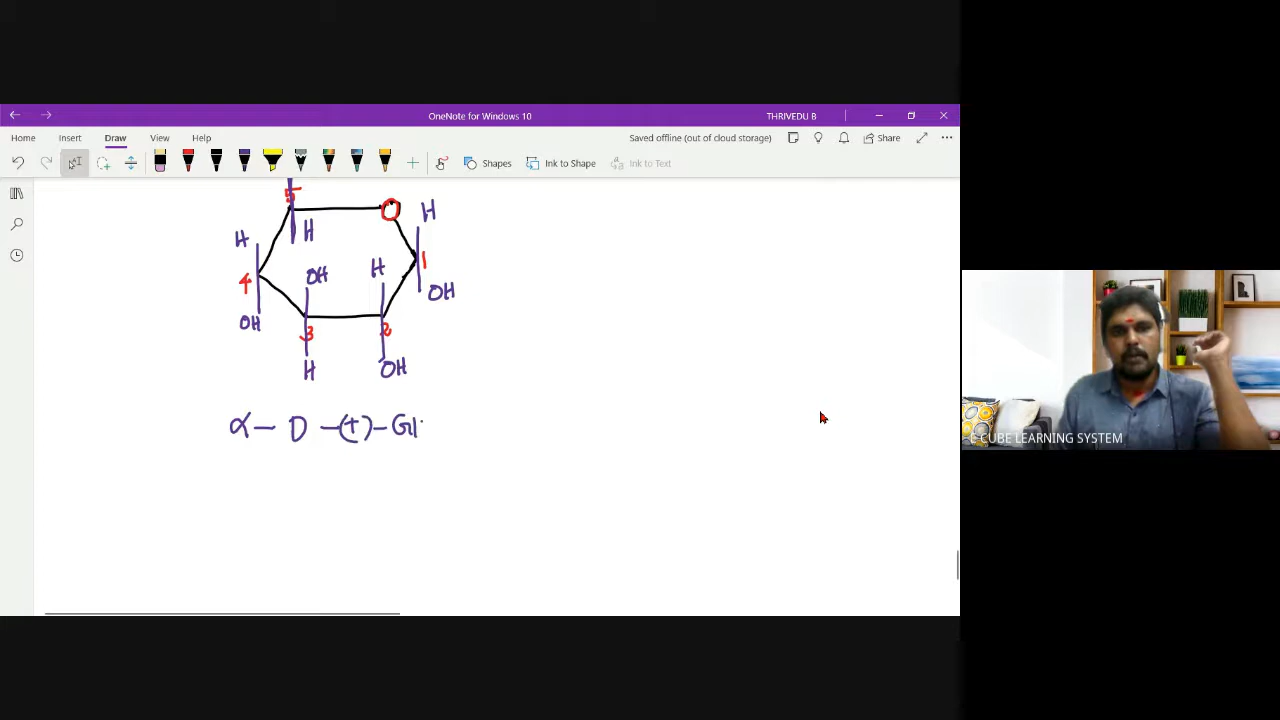 OneNote for Windows 10
THRIVEDU B
Home Insert Draw View Help
Saved offline (out of cloud storage)
Share
Shapes
Ink to Shape
Ink to Text
5
O
H
H
H
OH
H
4
1
OH
OH
3
2
H
OH
α - D -(+)- Gl
C CUBE LEARNING SYSTEM